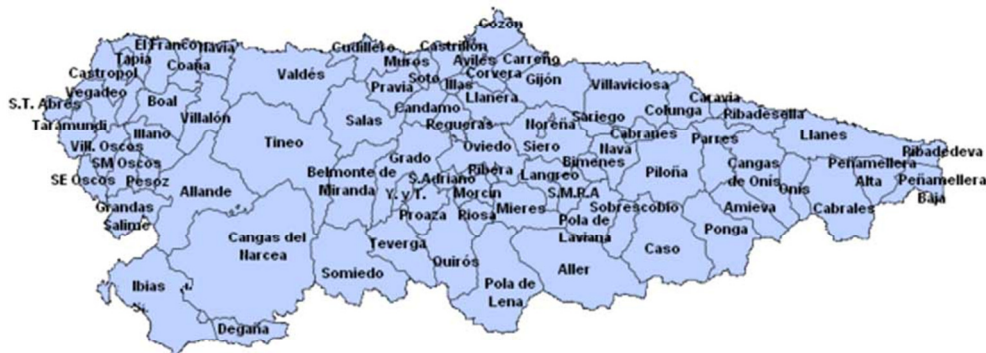 Gozón
El Franco
Navia
Cudillero
Castrillón
Tapia
Coaña
Muros
Avilés
Carreño
Castropol
Valdés
Soto
Illas
Corvera
Gijón
Vegadeo
Pravia
Villaviciosa
S.T. Abres
Boal
Candamo
Llanera
Colunga
Caravia
Taramundi
Illano
Villalón
Salas
Regueras
Noreña
Sariego
Ribadesella
Vill. Oscos
Tineo
Oviedo
Siero
Nava
Cabranes
Parres
Llanes
SM Oscos
Grado
Bimenes
Ribadedeva
SE Oscos
Pesoz
Belmonte de
Miranda
S.Adriano
Ribera
Langreo
Piloña
Cangas
de Onís
Onís
Peñamellera
Alta
Peñamellera
Baja
Allande
Y. y T.
Morcín
S.M.R.A
Grandas
Salime
Proaza
Riosa
Mieres
Sobrescobio
Amieva
Cabrales
Cangas del
Narcea
Teverga
Pola de
Laviana
Ponga
Caso
Somiedo
Quirós
Aller
Ibias
Pola de
Lena
Degaña